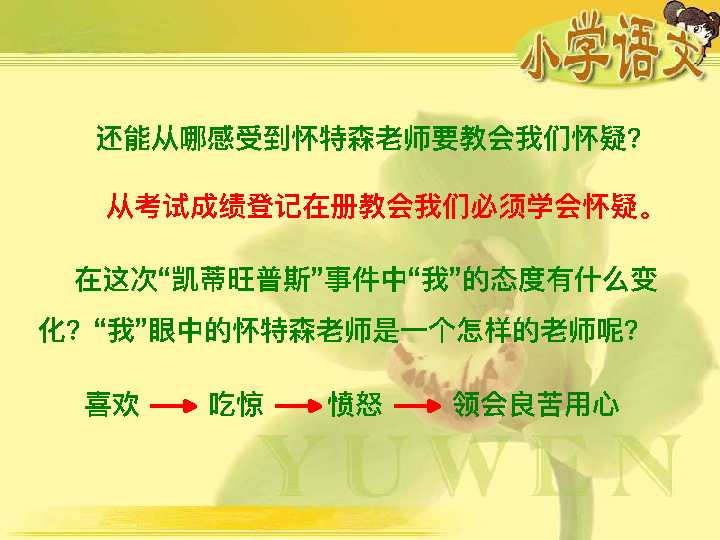 小学语文
还能从哪感受到怀特森老师要教会我们怀疑?
从考试成绩登记在册教会我们必须学会怀疑。
在这次“凯蒂旺普斯”事件中“我”的态度有什么变
化?“我”眼中的怀特森老师是一个怎样的老师呢?
喜欢 吃惊 愤怒 领会良苦用心
YUWEN